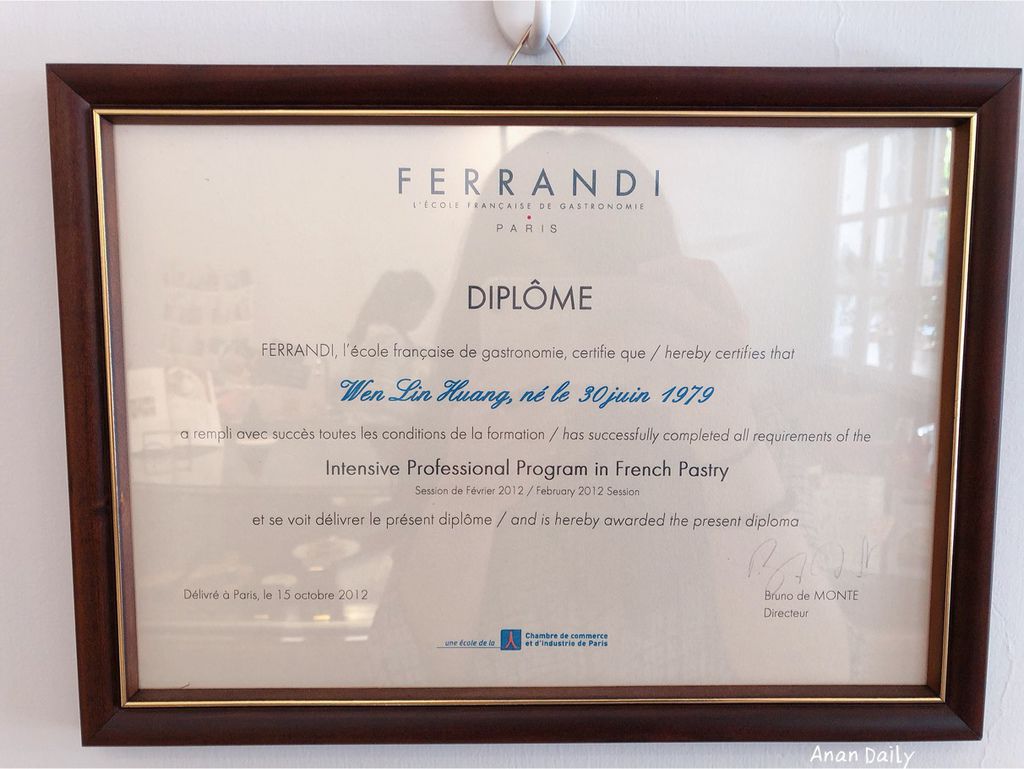 FERRANDI
L'ÉCOLE FRANÇAISE DE GASTRONOMIE
PARIS
DIPLÔME
FERRANDI, l'école française de gastronomie, certifie que / hereby certifies that
Wen Lin Huang, né le 30 juin 1979
a rempli avec succès toutes les conditions de la formation / has successfully completed all requirements of the
Intensive Professional Program in French Pastry
Session de Février 2012 / February 2012 Session
et se voit délivrer le présent diplôme / and is hereby awarded the present diploma
Délivré à Paris, le 15 octobre 2012
Bruno de MONTE
Directeur
une école de la Chambre de commerce
et d'industrie de Paris
Anan Daily